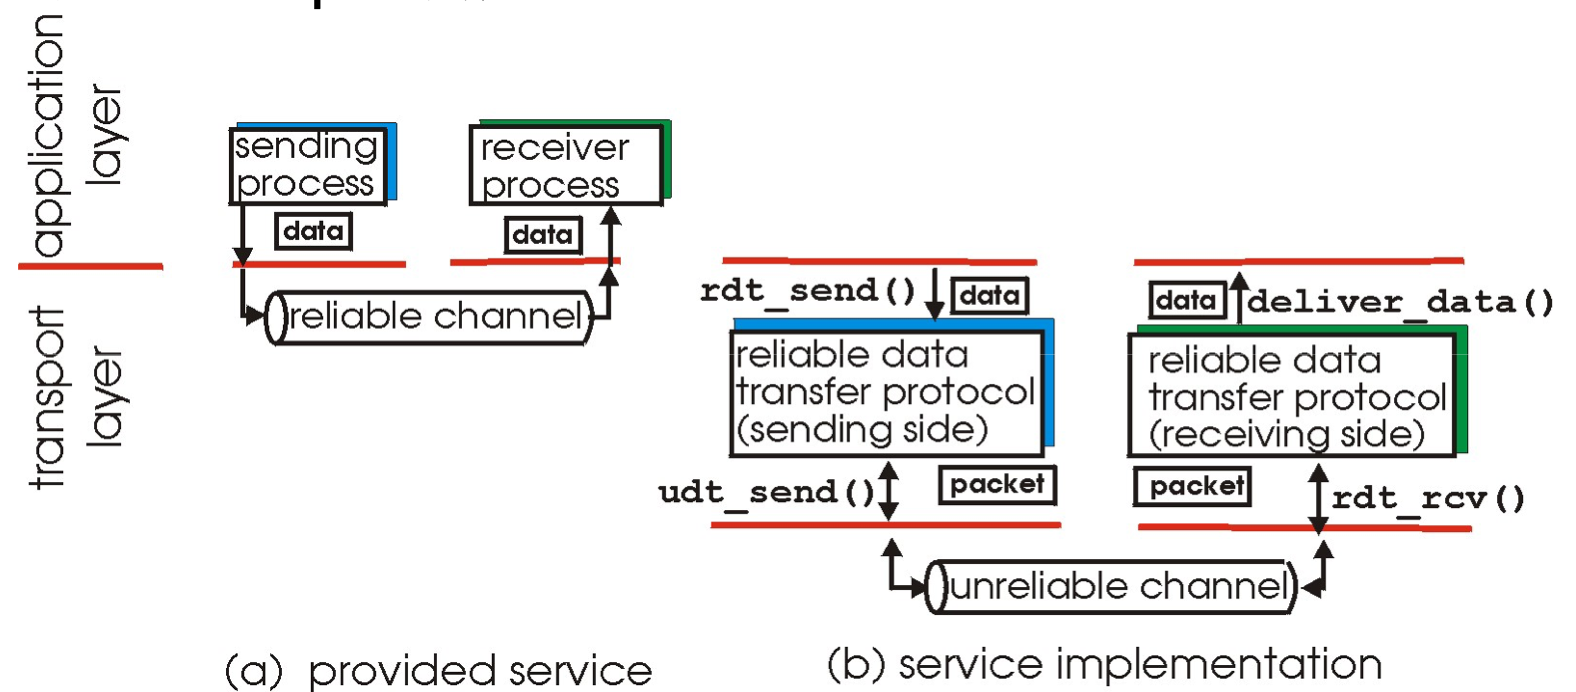 application
layer
transport
layer
sending
process
data
receiver
process
data
reliable channel
(a) provided service
rdt_send()
data
reliable data
transfer protocol
(sending side)
udt_send()
packet
data
deliver_data()
reliable data
transfer protocol
(receiving side)
packet
rdt_rcv()
unreliable channel
(b) service implementation